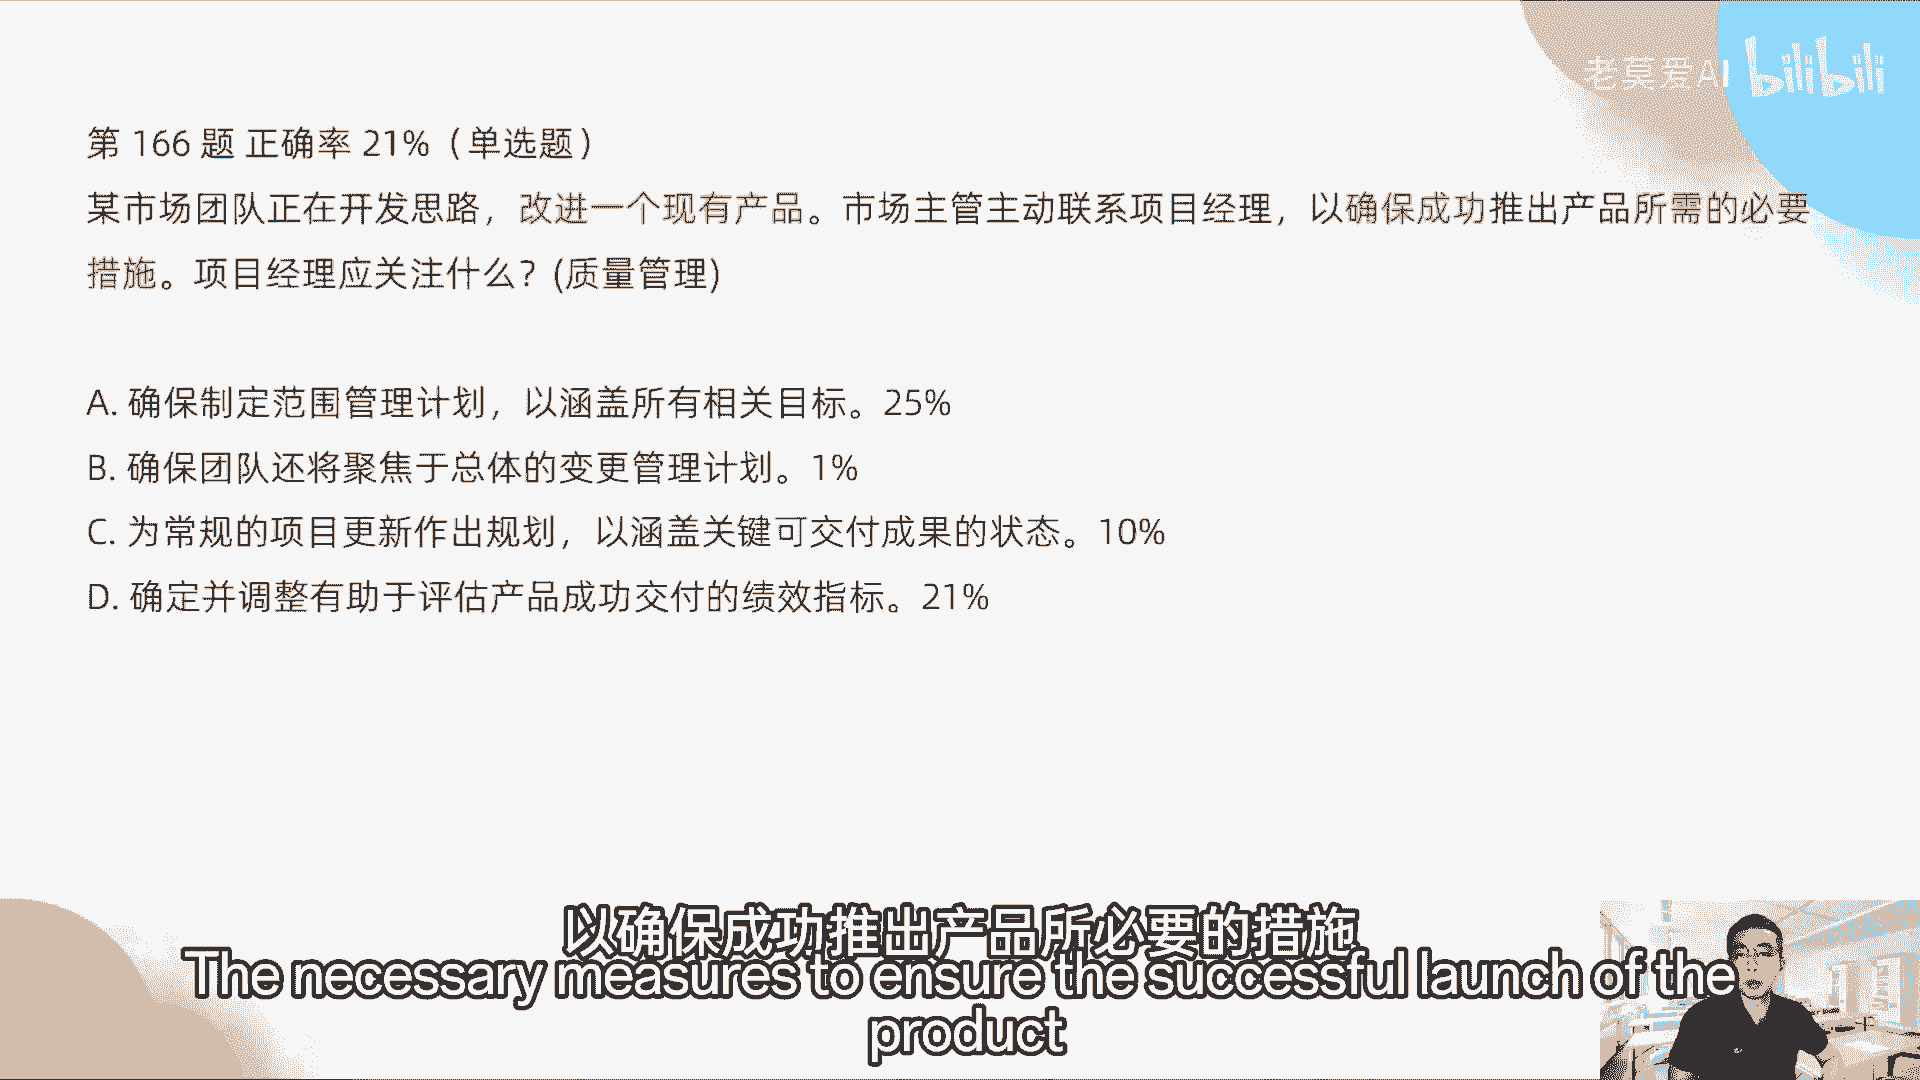 老莫爱AI bilibili
第 166 题 正确率 21%（单选题）
某市场团队正在开发思路，改进一个现有产品。市场主管主动联系项目经理，以确保成功推出产品所需的必要
措施。项目经理应关注什么？(质量管理)
A. 确保制定范围管理计划，以涵盖所有相关目标。25%
B. 确保团队还将聚焦于总体的变更管理计划。1%
C. 为常规的项目更新作出规划，以涵盖关键可交付成果的状态。10%
D. 确定并调整有助于评估产品成功交付的绩效指标。21%
以确保成功推出产品所必要的措施
The necessary measures to ensure the successful launch of the
product